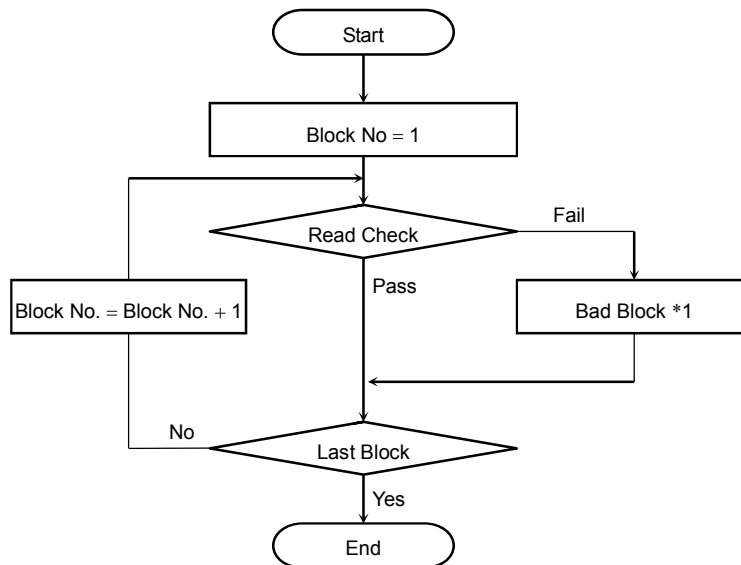 Start
Block No = 1
Fail
Read Check
Pass
Block No. = Block No. + 1
Bad Block *1
No
Last Block
Yes
End